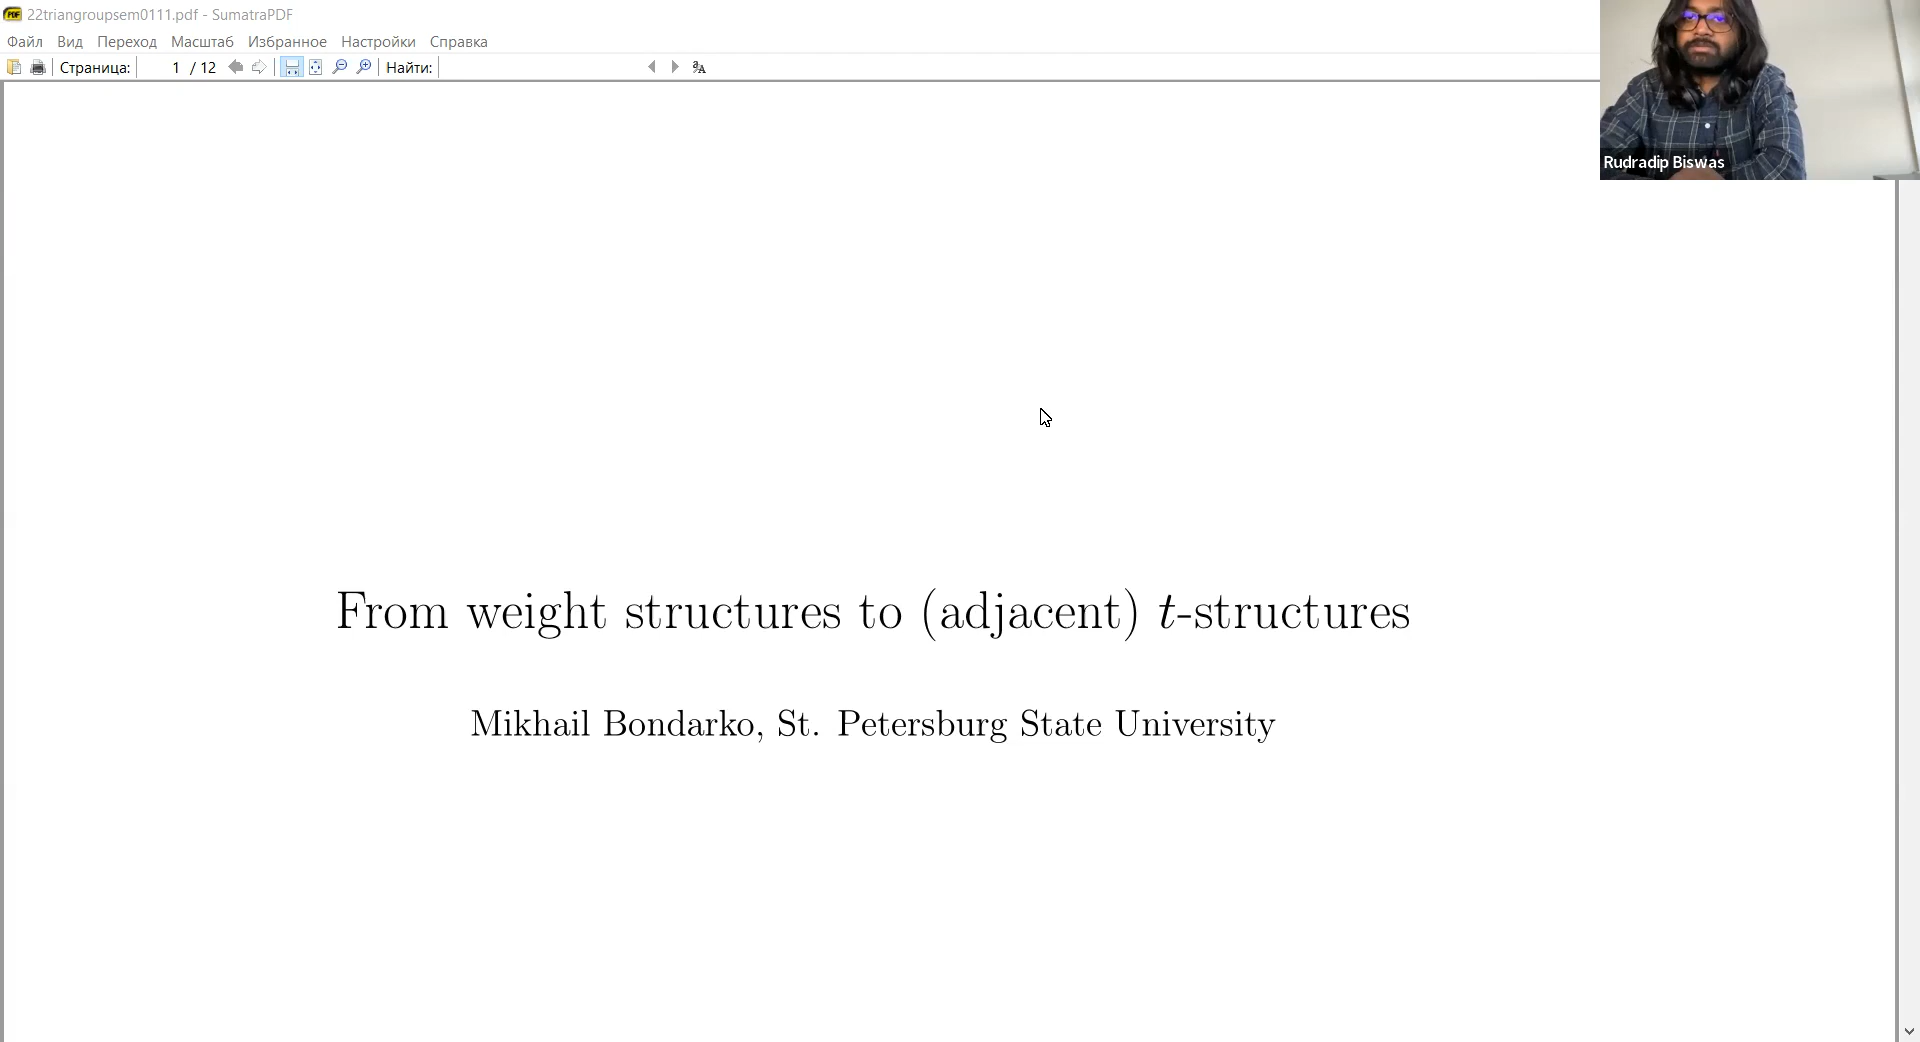 22triangroupsem0111.pdf - SumatraPDF
Файл Вид Переход Масштаб Избранное Настройки Справка
Страница: 1 / 12 Найти:
Rudradip Biswas
From weight structures to (adjacent) t-structures
Mikhail Bondarko, St. Petersburg State University